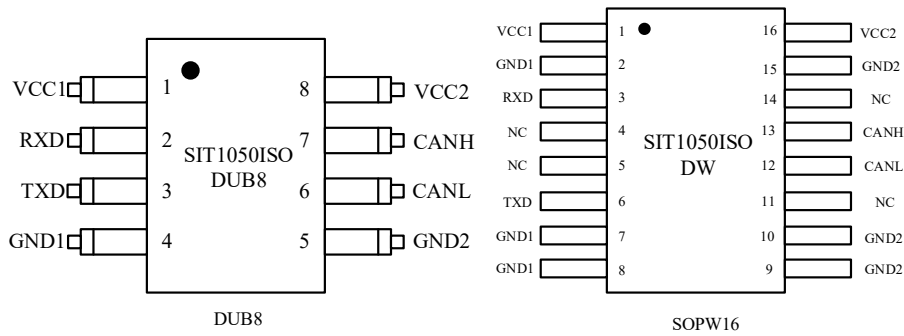 VCC1 1 8 VCC2
RXD 2 7 CANH
SIT1050ISO
DUB8
TXD 3 6 CANL
GND1 4 5 GND2
DUB8
VCC1 1 16 VCC2
GND1 2 15 GND2
RXD 3 14 NC
NC 4 13 CANH
SIT1050ISO
DW
NC 5 12 CANL
TXD 6 11 NC
GND1 7 10 GND2
GND1 8 9 GND2
SOPW16